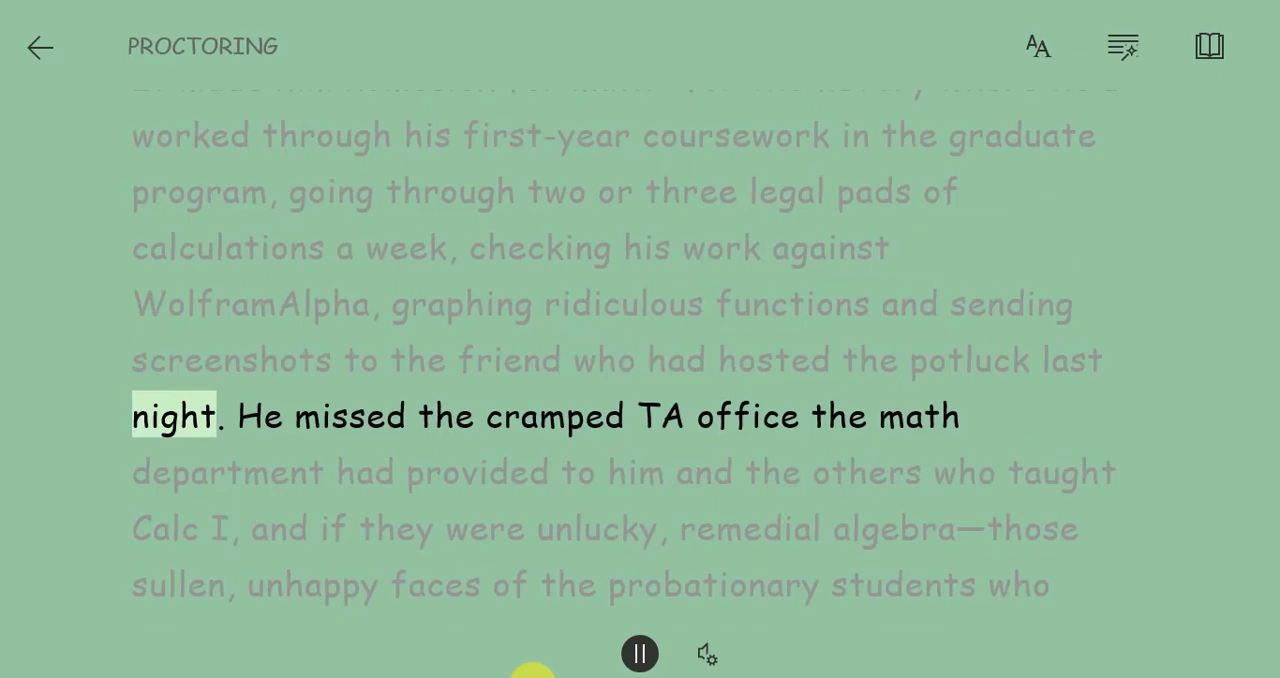 PROCTORING
worked through his first-year coursework in the graduate
program, going through two or three legal pads of
calculations a week, checking his work against
WolframAlpha, graphing ridiculous functions and sending
screenshots to the friend who had hosted the potluck last
night. He missed the cramped TA office the math
department had provided to him and the others who taught
Calc I, and if they were unlucky, remedial algebra—those
sullen, unhappy faces of the probationary students who